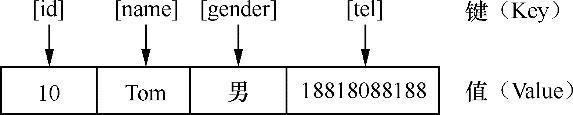 [id] [name] [gender] [tel] 键（Key）
10 Tom 男 18818088188 值（Value）